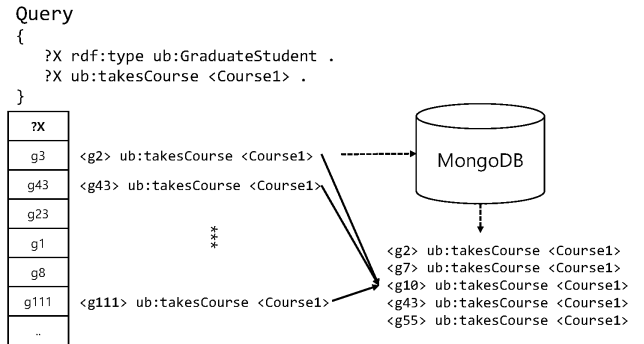 Query
{
?X rdf:type ub:GraduateStudent .
?X ub:takesCourse <Course1> .
}
?X
g3 <g2> ub:takesCourse <Course1>
g43 <g43> ub:takesCourse <Course1>
g23
g1
g8
g111 <g111> ub:takesCourse <Course1>
..
***
MongoDB
<g2> ub:takesCourse <Course1>
<g7> ub:takesCourse <Course1>
<g10> ub:takesCourse <Course1>
<g43> ub:takesCourse <Course1>
<g55> ub:takesCourse <Course1>